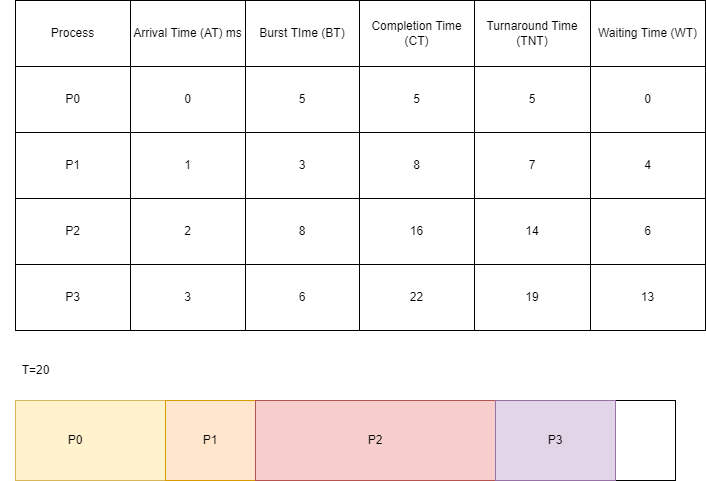 Process Arrival Time (AT) ms Burst TIme (BT) Completion Time (CT) Turnaround Time (TNT) Waiting Time (WT)
P0 0 5 5 5 0
P1 1 3 8 7 4
P2 2 8 16 14 6
P3 3 6 22 19 13
T=20
P0 P1 P2 P3